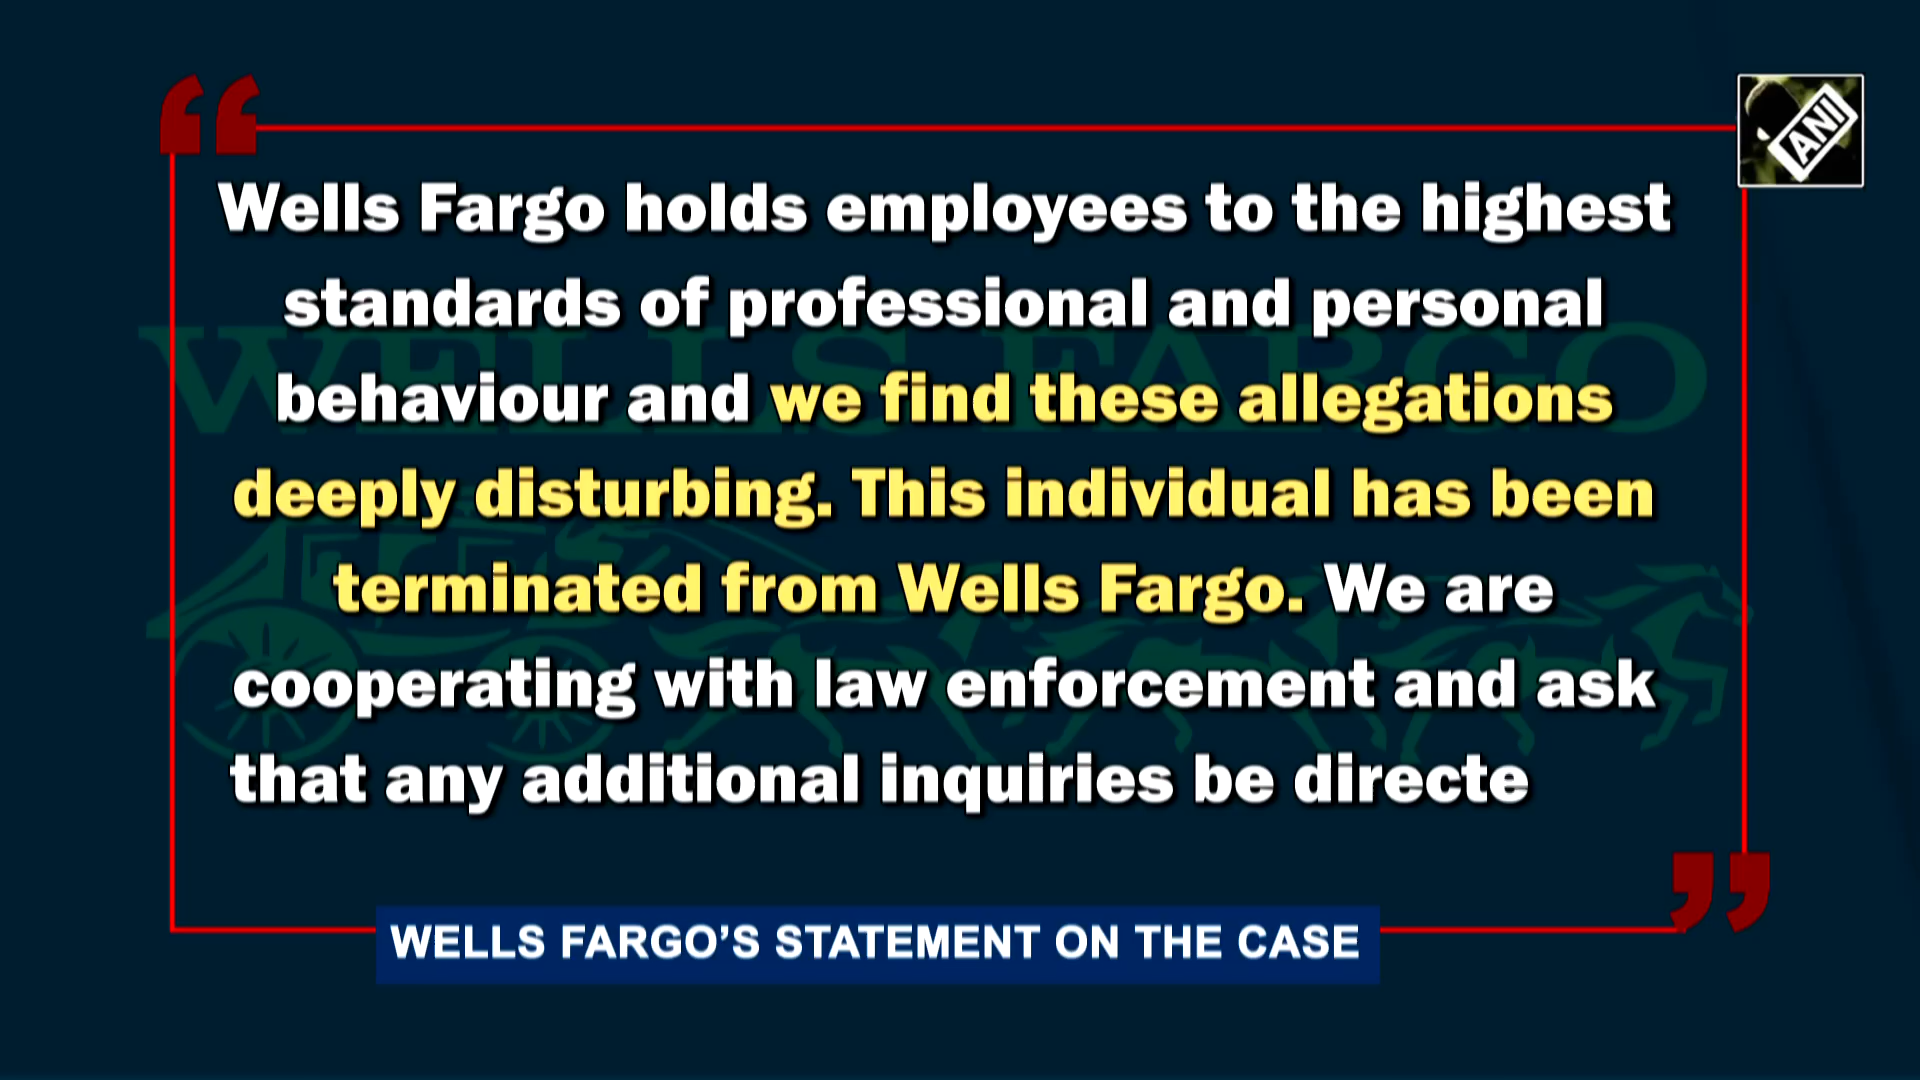 ANI
Wells Fargo holds employees to the highest
standards of professional and personal
behaviour and we find these allegations
deeply disturbing. This individual has been
terminated from Wells Fargo. We are
cooperating with law enforcement and ask
that any additional inquiries be directe
WELLS FARGO
WELLS FARGO'S STATEMENT ON THE CASE